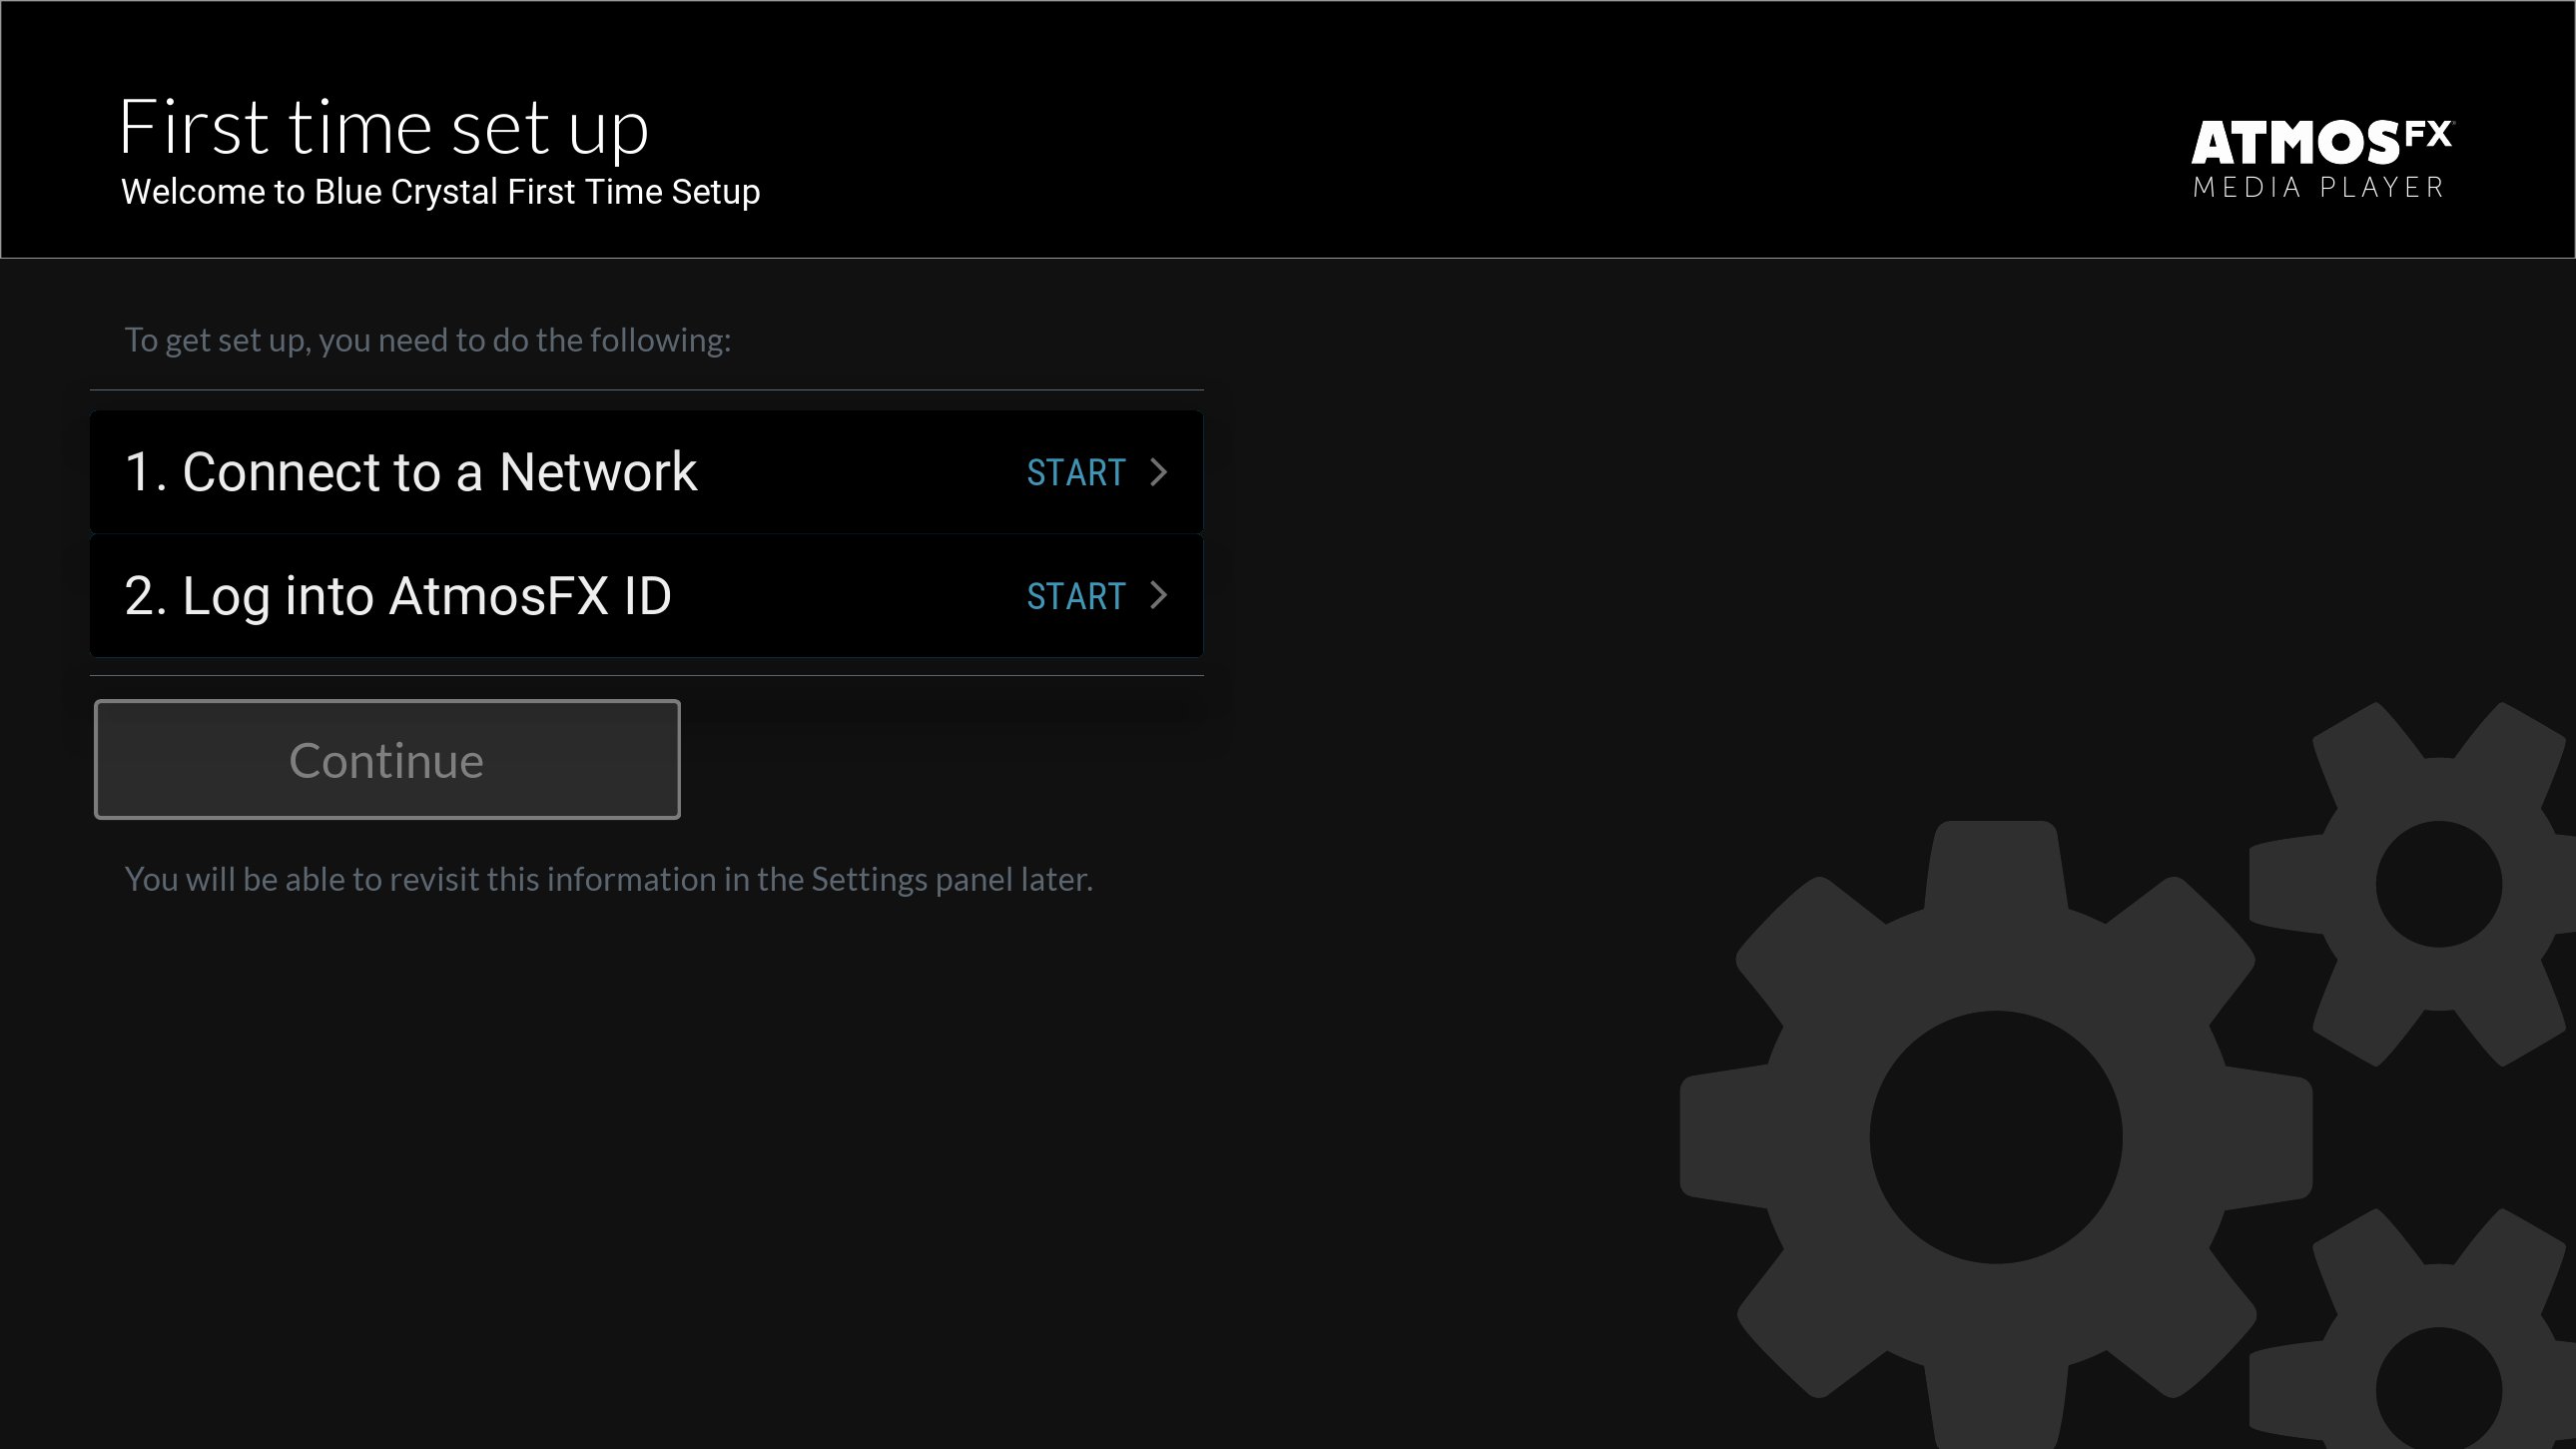 First time set up
Welcome to Blue Crystal First Time Setup
ATMOSFX
MEDIA PLAYER
To get set up, you need to do the following:
1. Connect to a Network START
2. Log into AtmosFX ID START
Continue
You will be able to revisit this information in the Settings panel later.